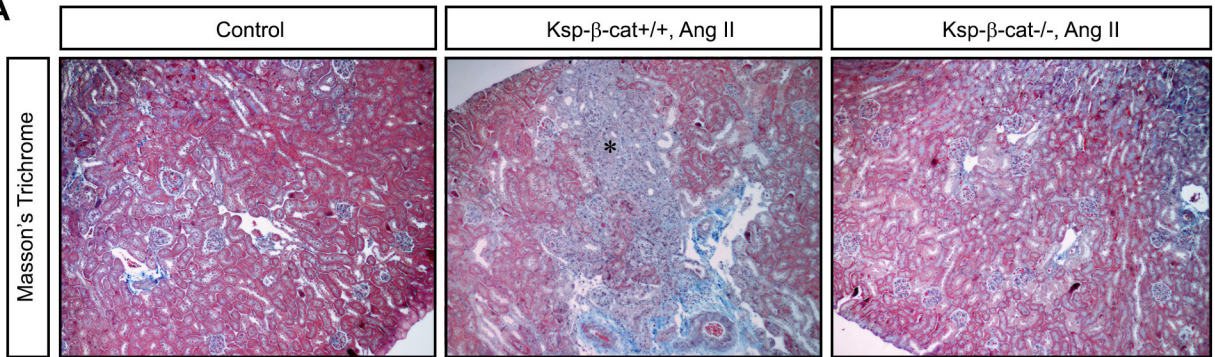 A
Control
Ksp-β-cat+/+, Ang II
Ksp-β-cat-/-, Ang II
Masson's Trichrome
*